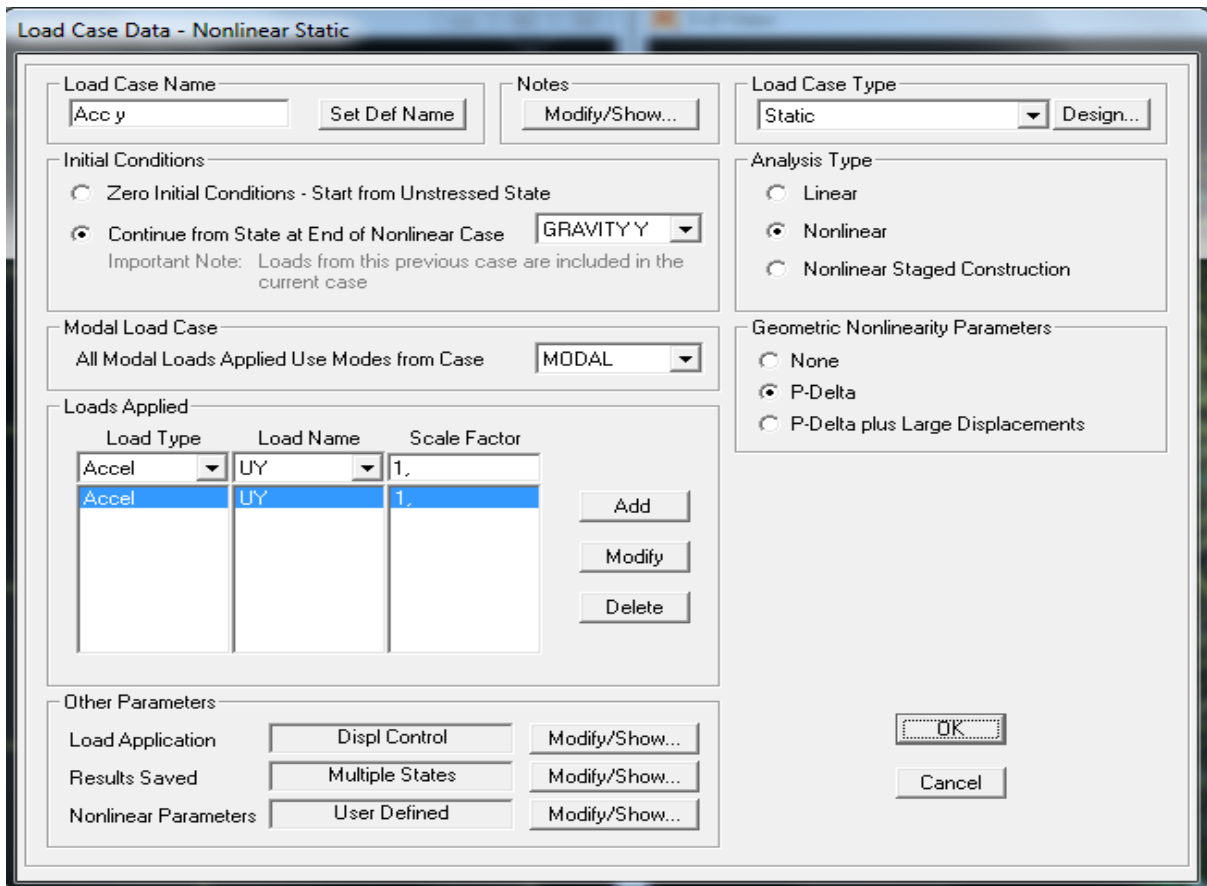 Load Case Data - Nonlinear Static
Load Case Name
Acc y
Set Def Name
Notes
Modify/Show...
Load Case Type
Static
Design...
Initial Conditions
Zero Initial Conditions - Start from Unstressed State
Continue from State at End of Nonlinear Case
GRAVITY Y
Important Note: Loads from this previous case are included in the
current case
Analysis Type
Linear
Nonlinear
Nonlinear Staged Construction
Modal Load Case
All Modal Loads Applied Use Modes from Case
MODAL
Geometric Nonlinearity Parameters
None
P-Delta
P-Delta plus Large Displacements
Loads Applied
Load Type Load Name Scale Factor
Accel UY 1,
Accel UY 1,
Add
Modify
Delete
Other Parameters
Load Application Displ Control Modify/Show...
Results Saved Multiple States Modify/Show...
Nonlinear Parameters User Defined Modify/Show...
OK
Cancel